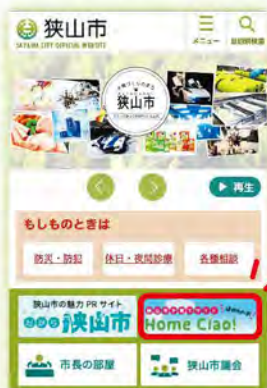 狭山市
SAYAMA CITY OFFICIAL WEBSITE
メニュー
狭山市
再生
もしものときは
防災・防犯
休日・夜間診療
各種相談
狭山市の魅力PRサイト
狭山市
Home Ciao!
市長の部屋
狭山市議会